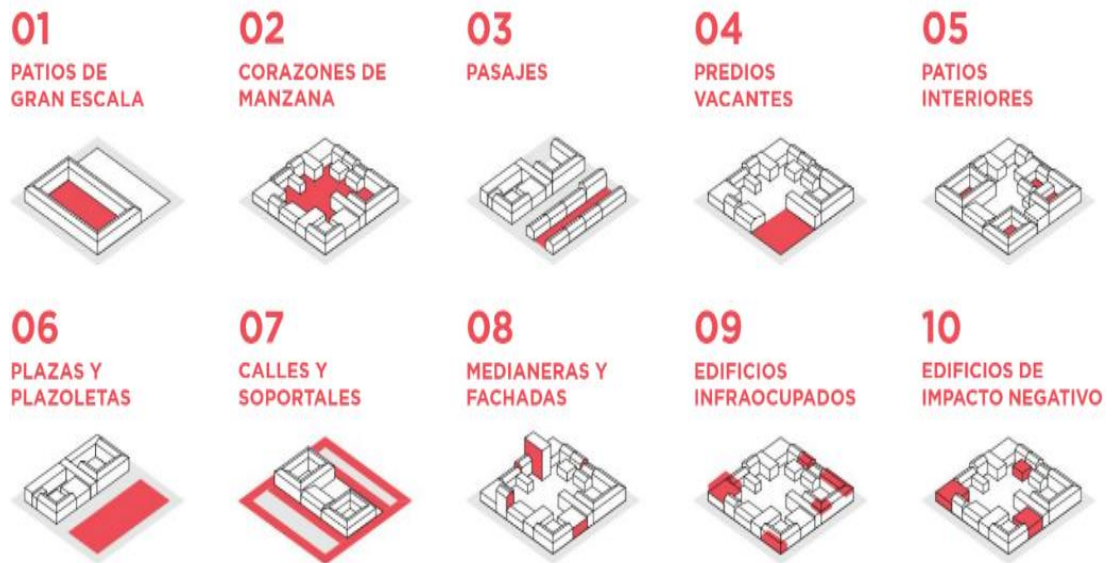 01
PATIOS DE
GRAN ESCALA
02
CORAZONES DE
MANZANA
03
PASAJES
04
PREDIOS
VACANTES
05
PATIOS
INTERIORES
06
PLAZAS Y
PLAZOLETAS
07
CALLES Y
SOPORTALES
08
MEDIANERAS Y
FACHADAS
09
EDIFICIOS
INFRAOCUPADOS
10
EDIFICIOS DE
IMPACTO NEGATIVO